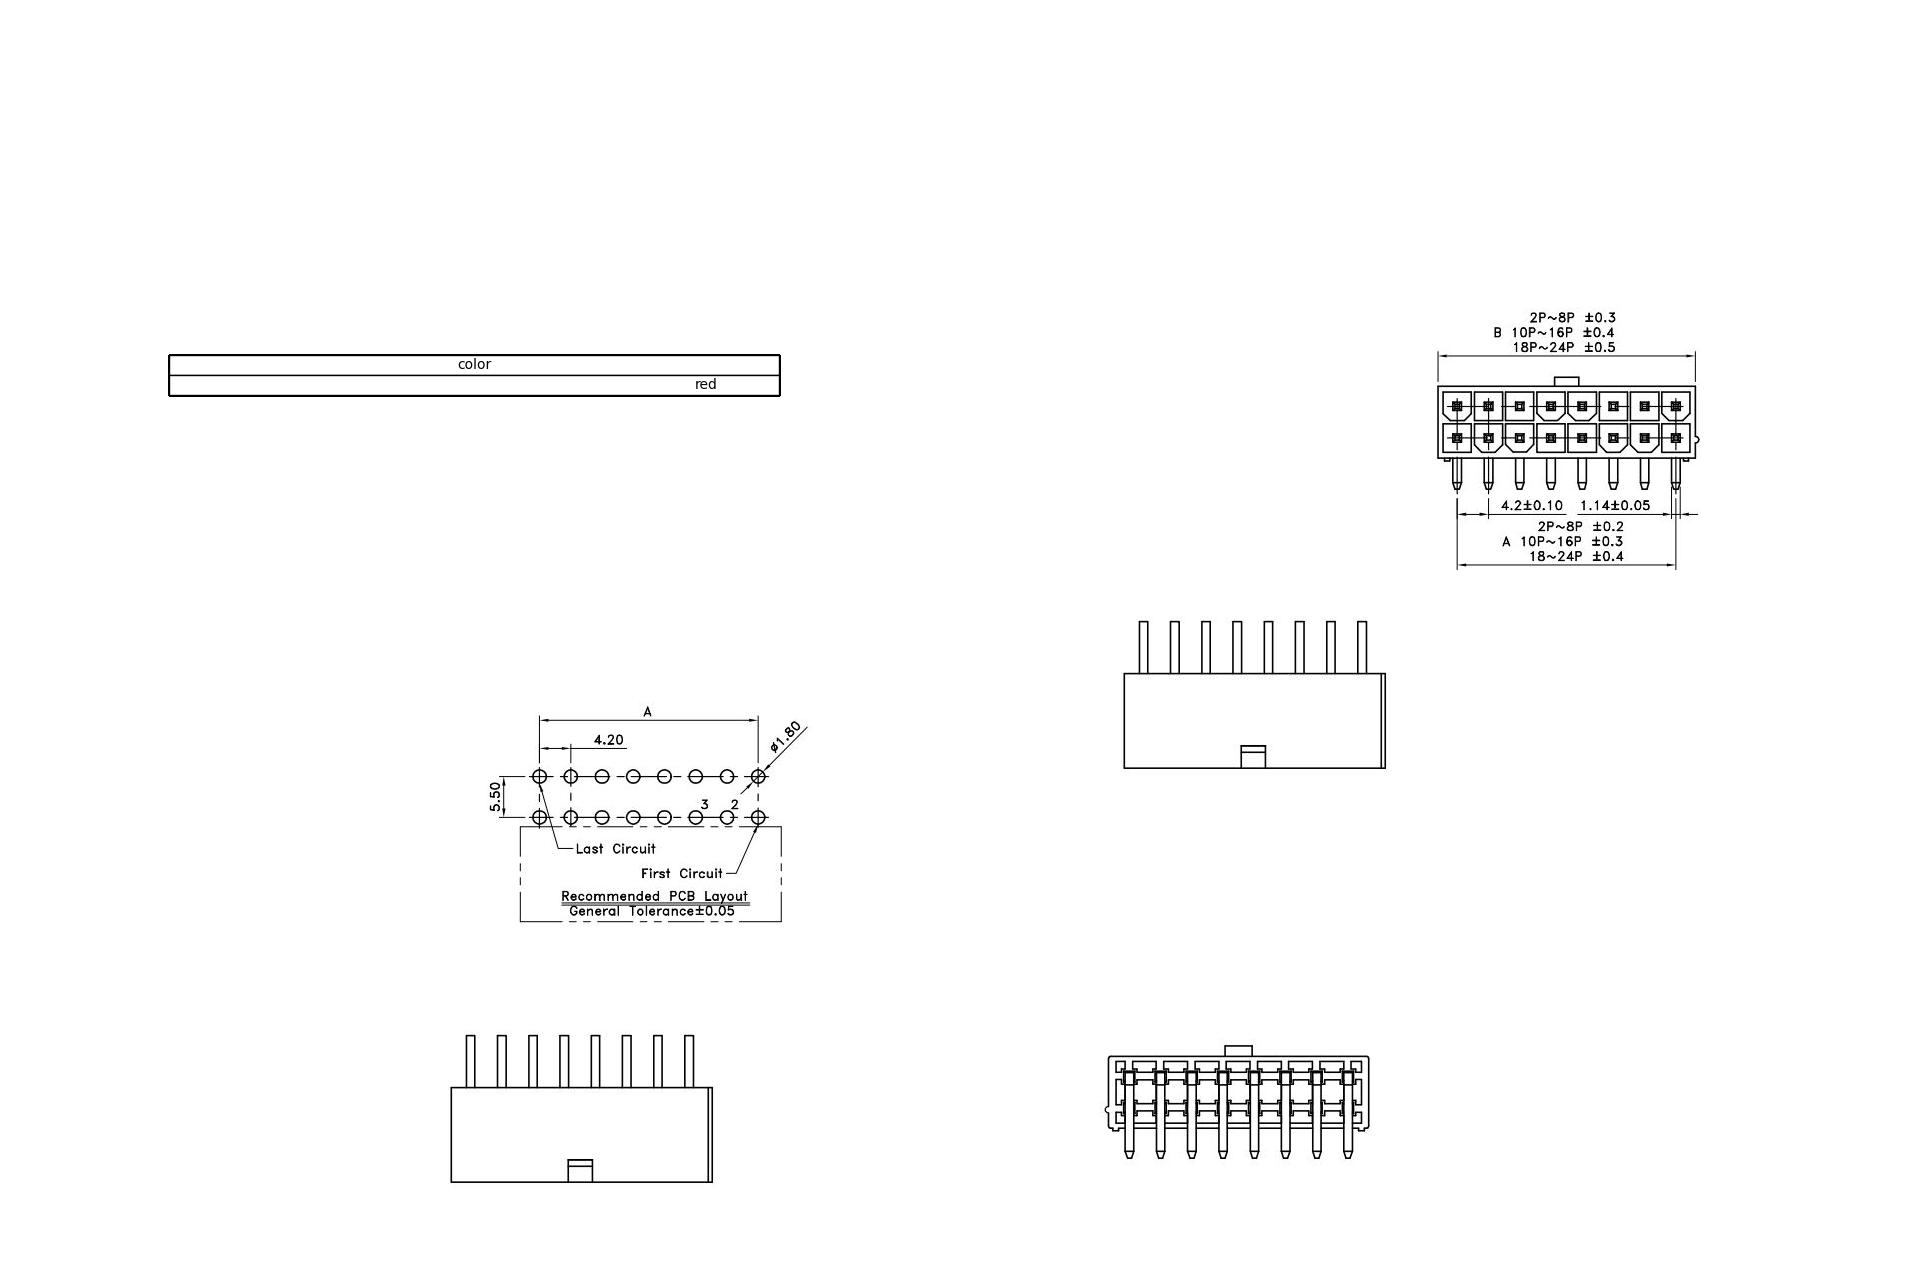 2P~8P ±0.3
B 10P~16P ±0.4
18P~24P ±0.5
color
red
4.2±0.10 1.14±0.05
2P~8P ±0.2
A 10P~16P ±0.3
18~24P ±0.4
A
4.20
ø1.80
5.50
3 2
Last Circuit
First Circuit
Recommended PCB Layout
General Tolerance±0.05